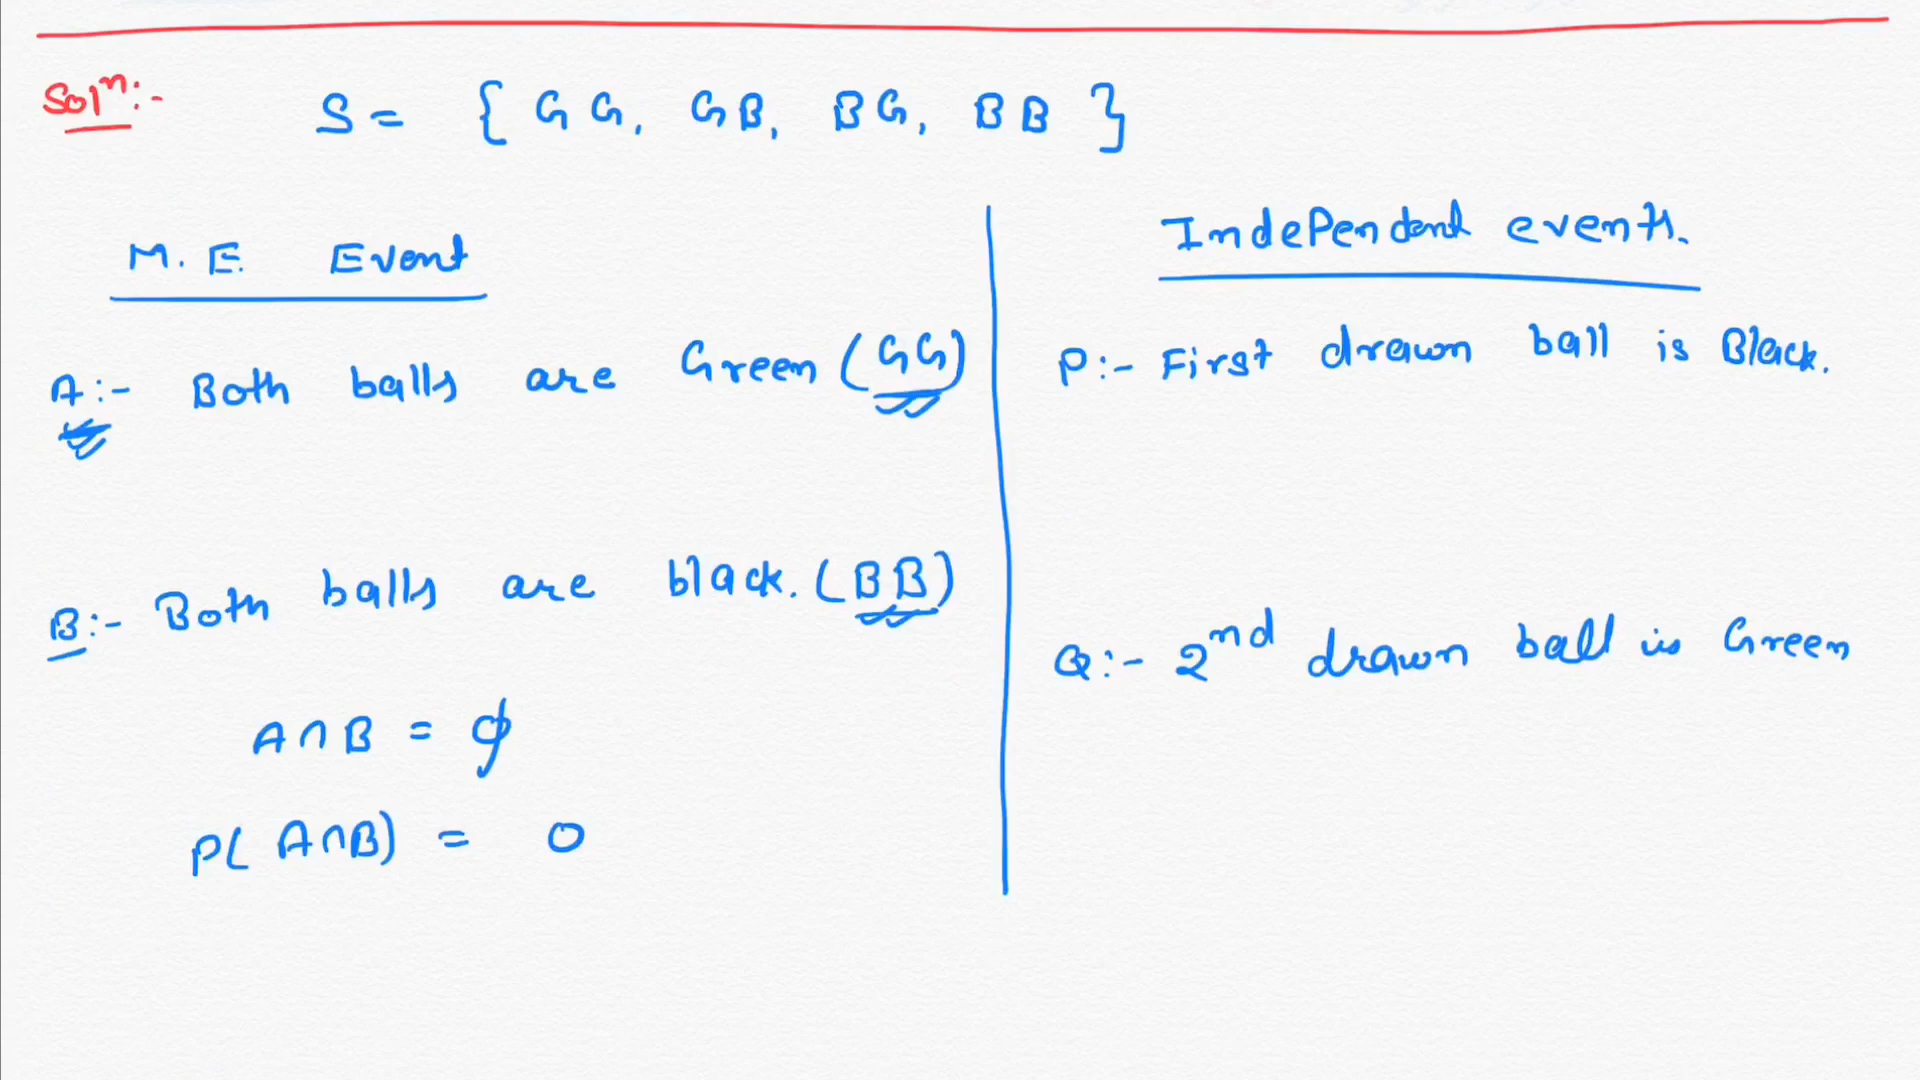 Solⁿ:-
S = { GG, GB, BG, BB }
M. E. Event
A:- Both balls are Green (GG)
B:- Both balls are black. (BB)
A∩B = φ
P( A∩B) = 0
IndePendent events.
P:- First drawn ball is Black.
Q:- 2ⁿᵈ drawn ball is Green